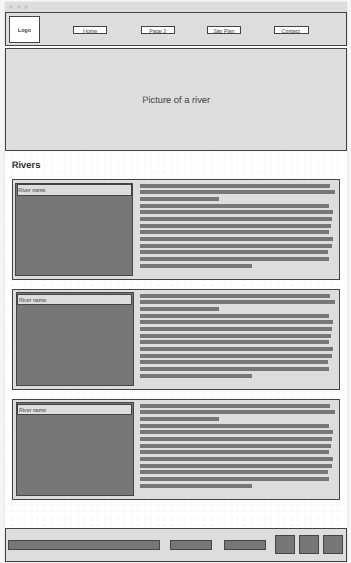 Logo
Home
Page 2
Site Plan
Contact
Picture of a river
Rivers
River name
River name
River name